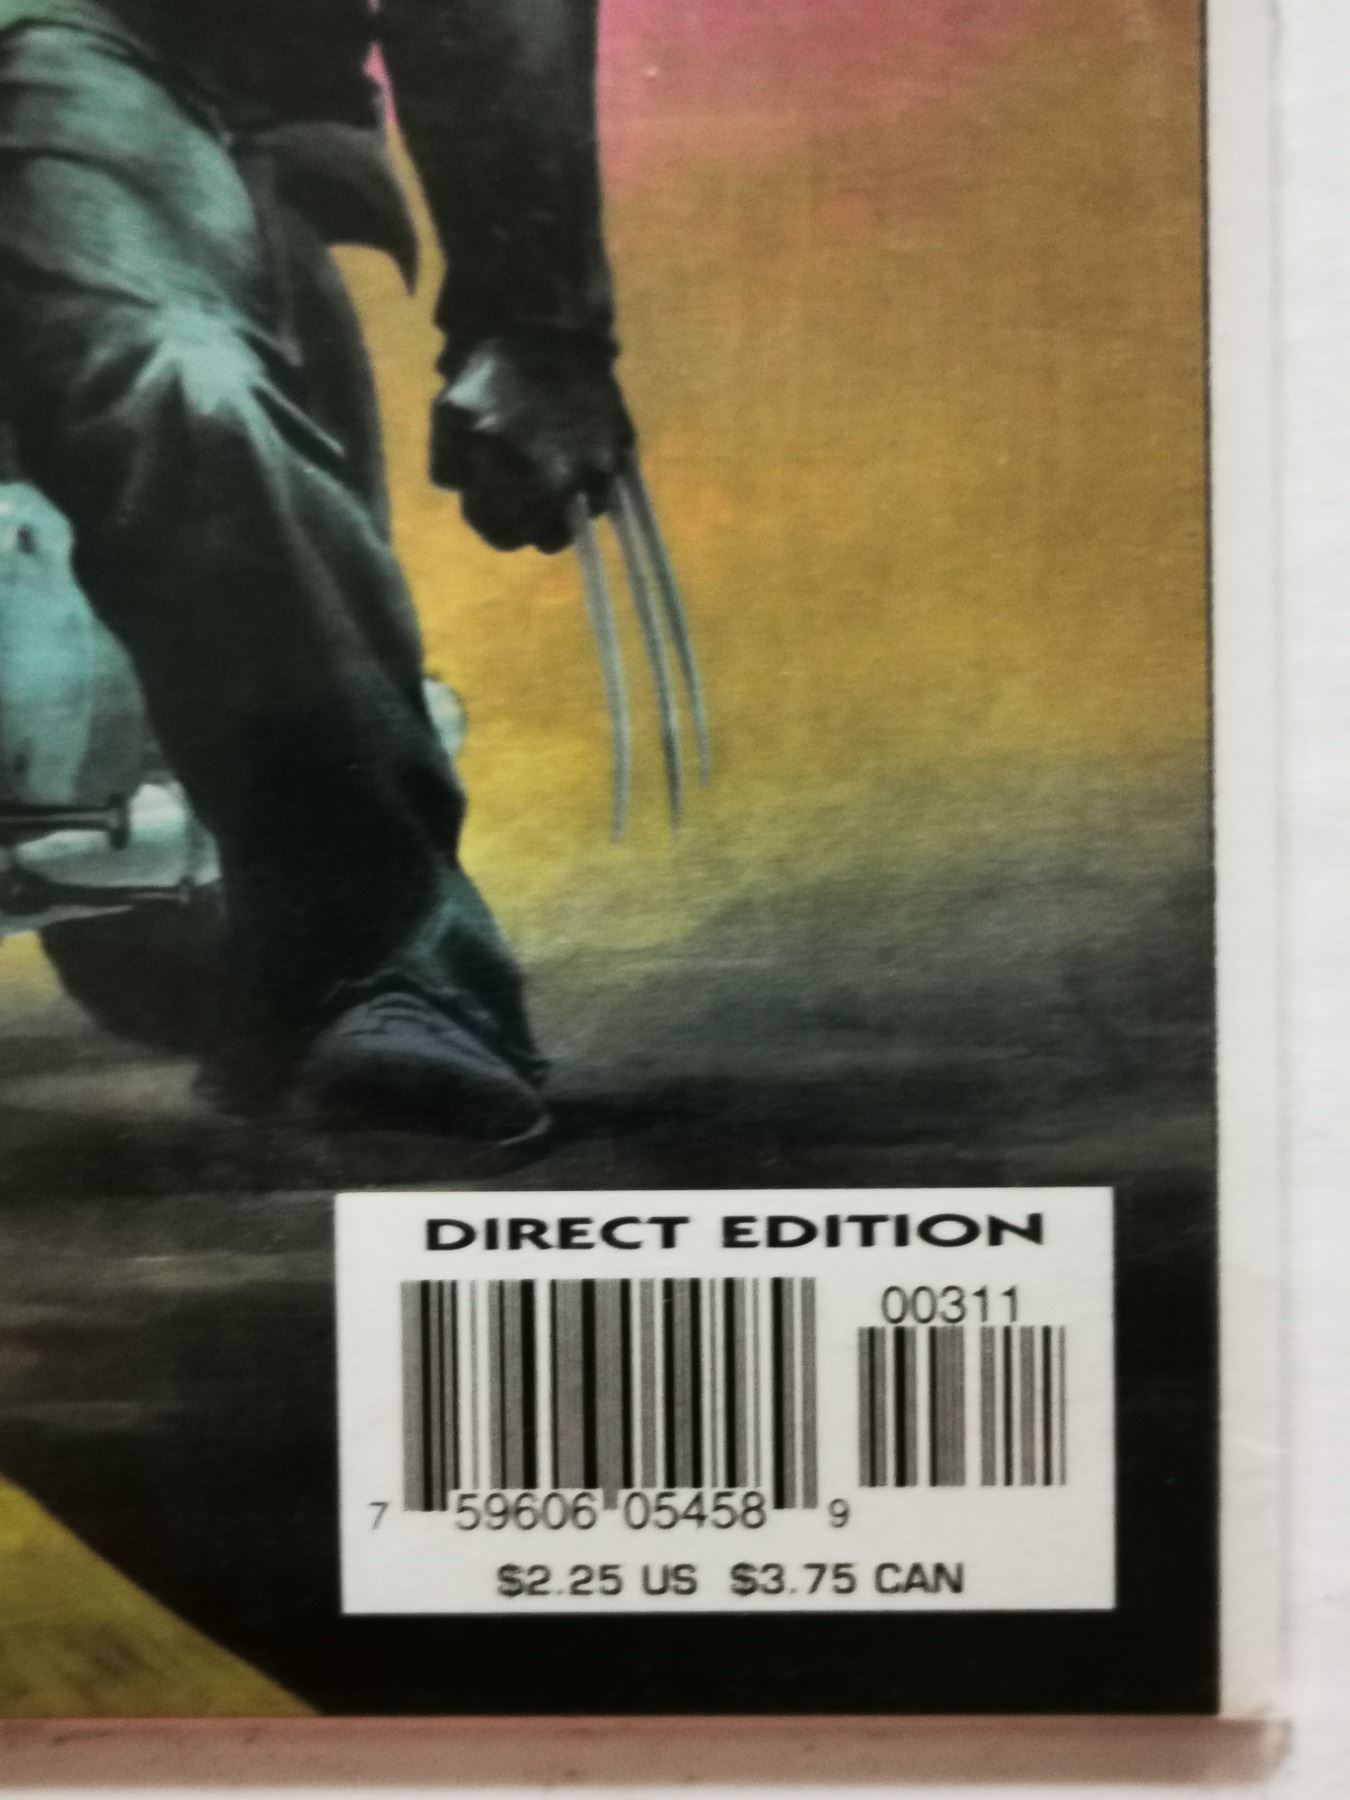 DIRECT EDITION
00311
7 59606 05458 9
$2.25 US $3.75 CAN